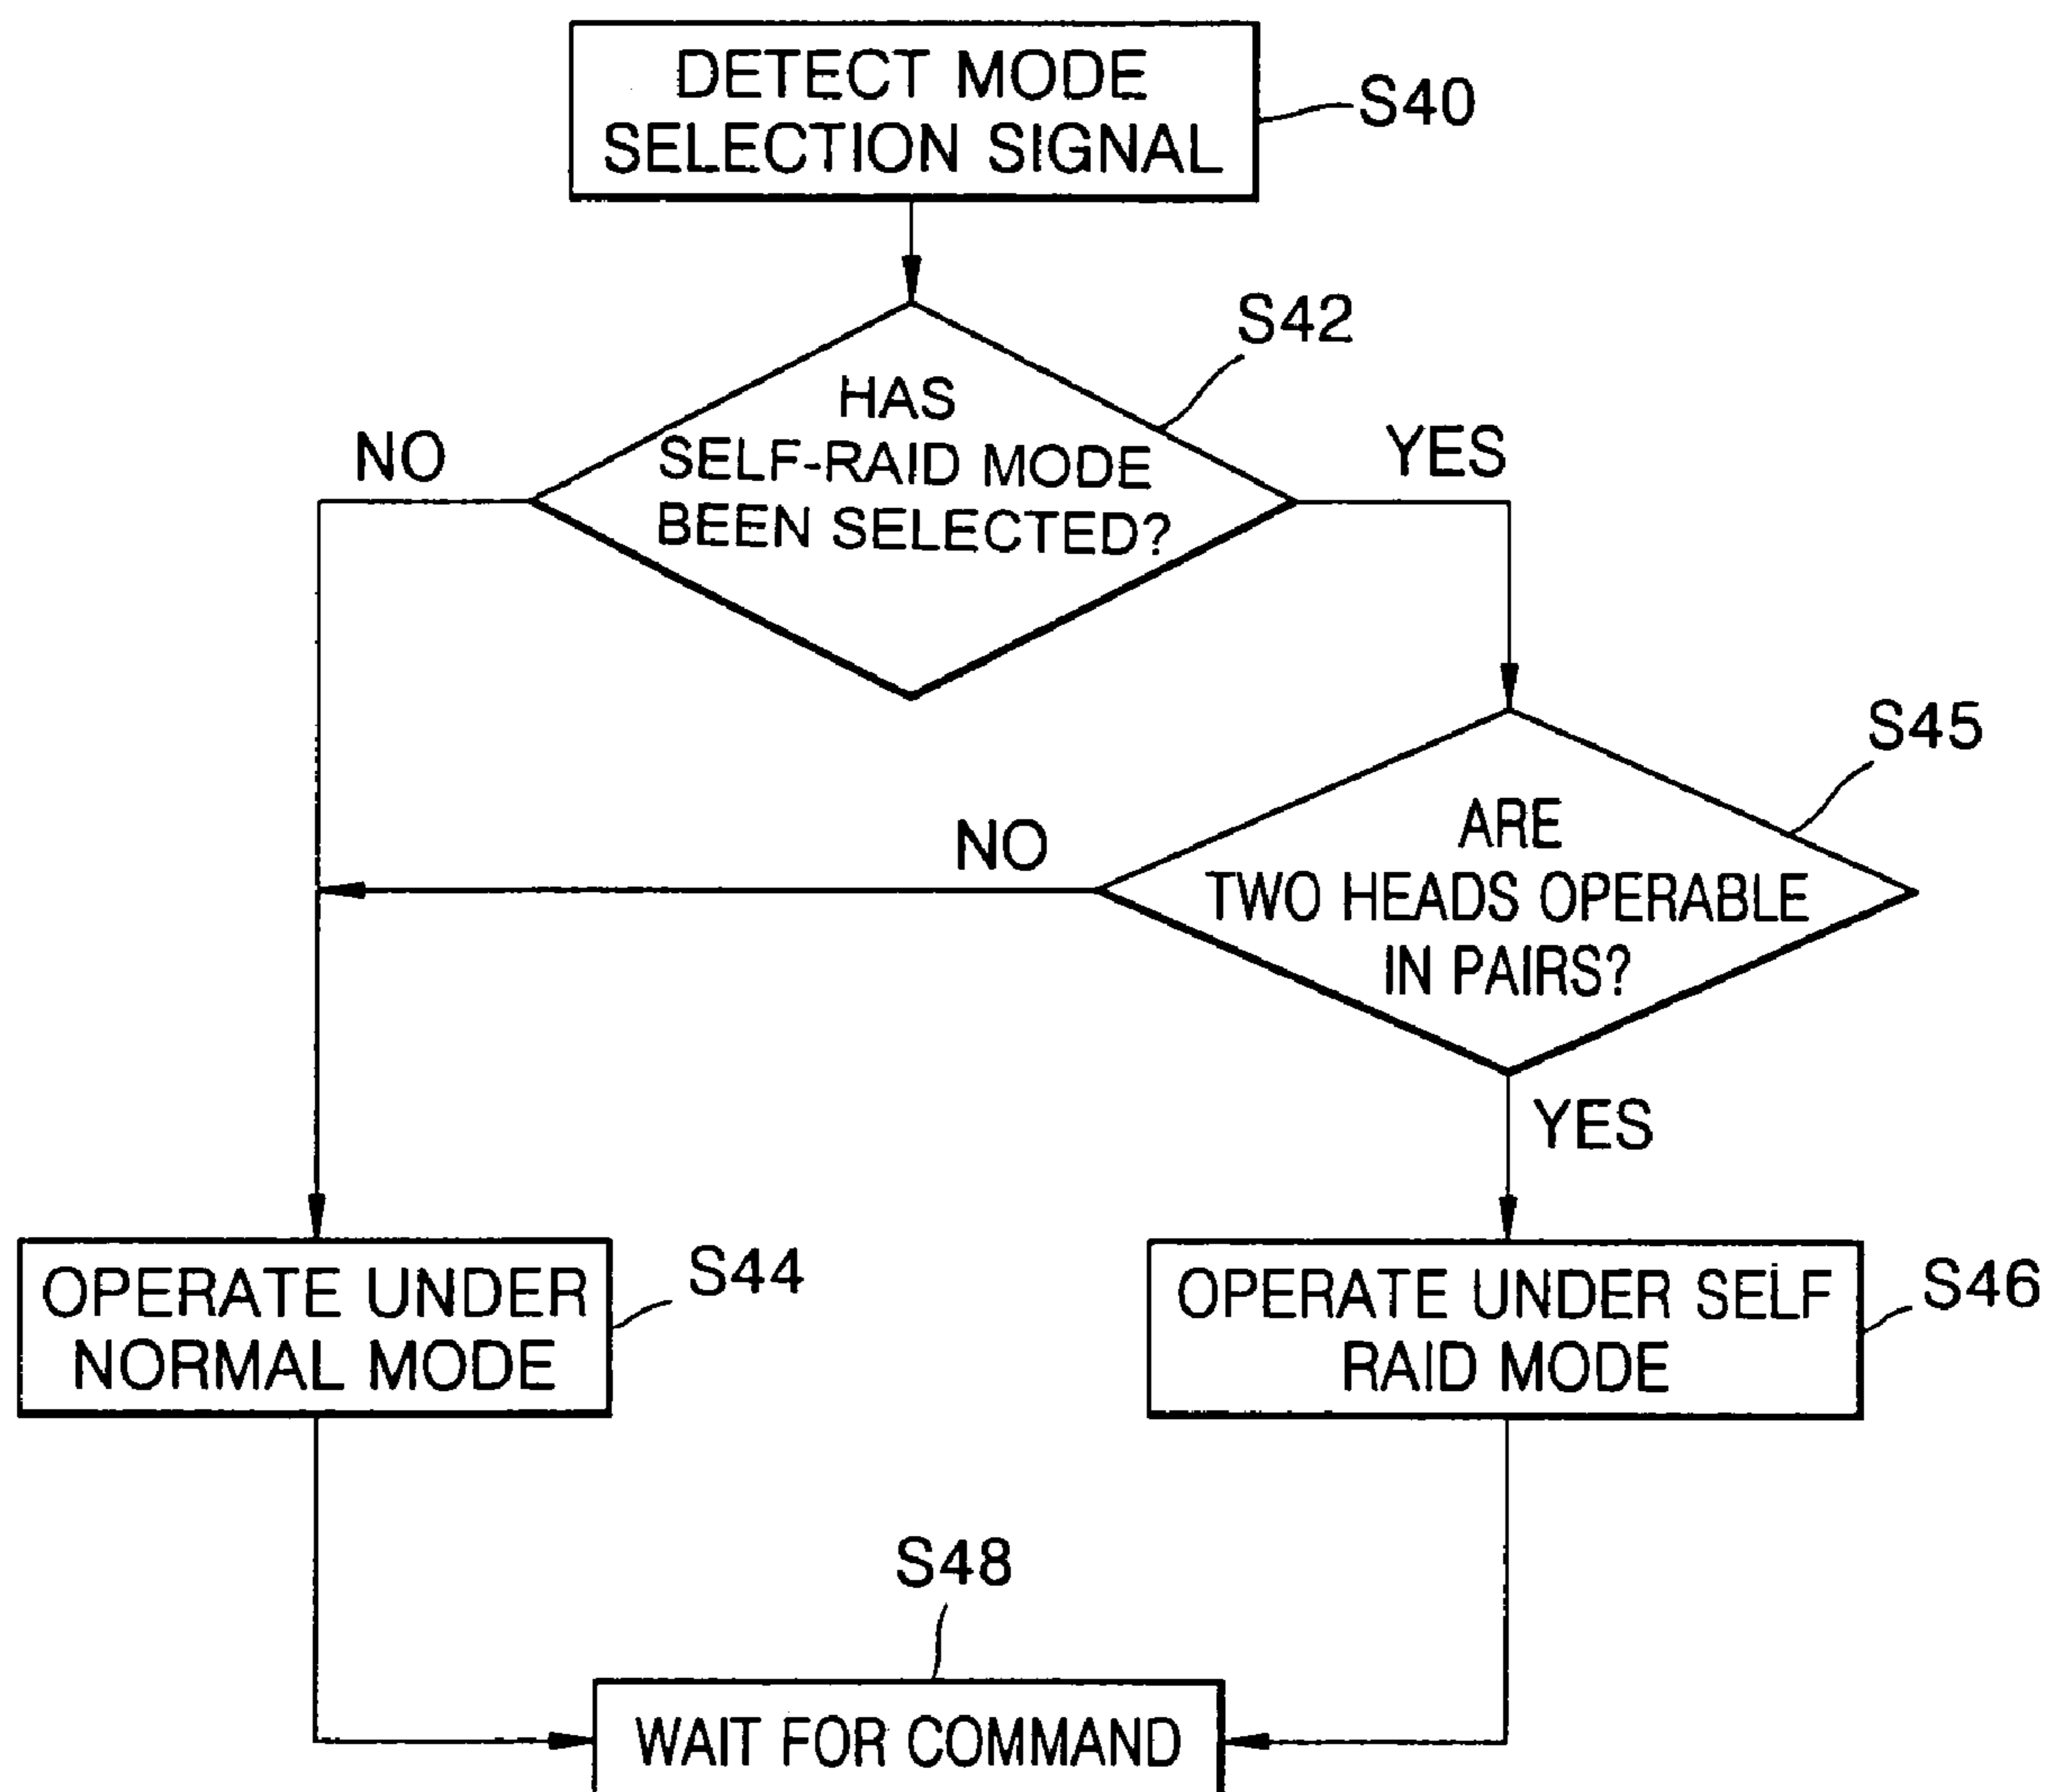 DETECT MODE
SELECTION SIGNAL
S40
S42
HAS
SELF-RAID MODE
BEEN SELECTED?
NO
YES
S45
ARE
TWO HEADS OPERABLE
IN PAIRS?
NO
YES
OPERATE UNDER
NORMAL MODE
S44
OPERATE UNDER SELF
RAID MODE
S46
S48
WAIT FOR COMMAND